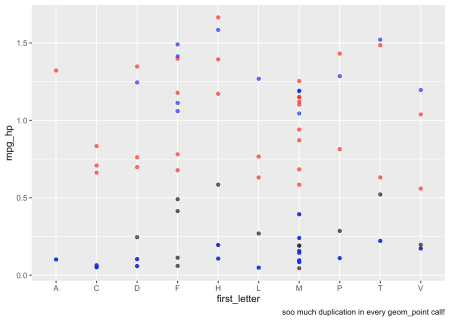 1.5
1.0
0.5
0.0
mpg_hp
A C D F H L M P T V
first_letter
soo much duplication in every geom_point call!